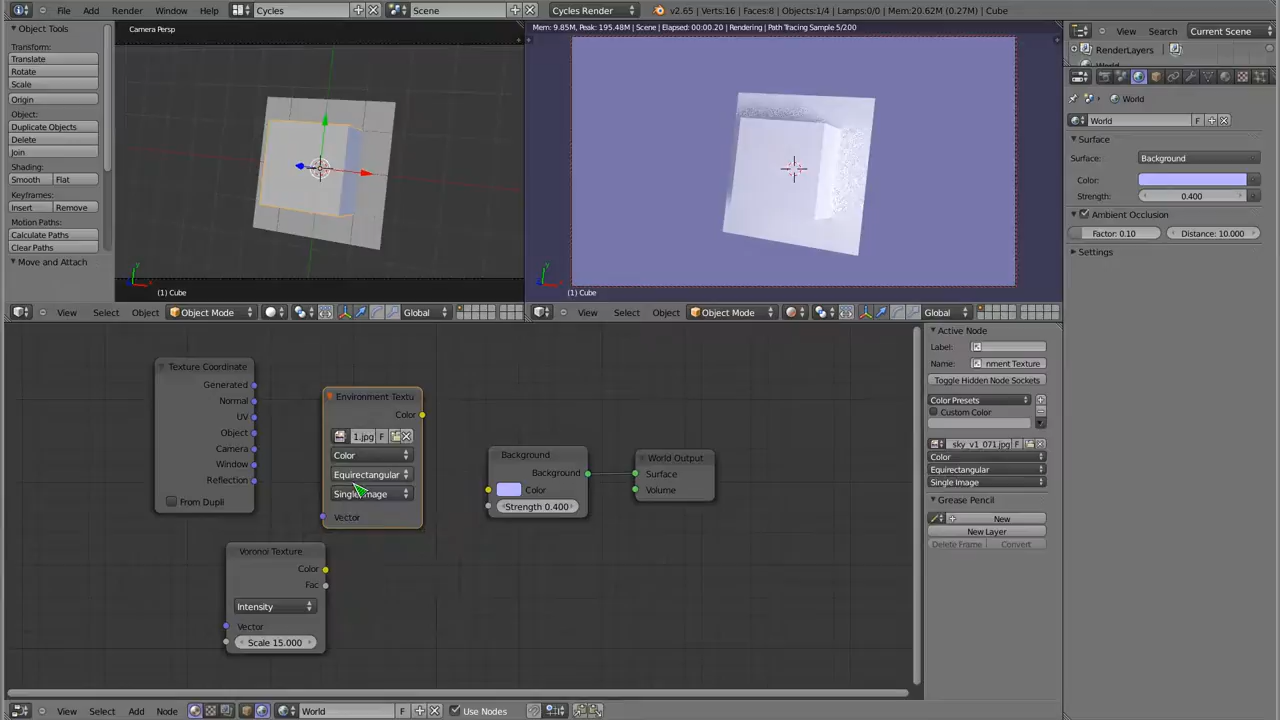 File Add Render Window Help Cycles Scene Cycles Render v2.65 | Verts:16 | Faces:8 | Objects:1/4 | Lamps:0/0 | Mem:20.62M (0.27M) | Cube
Object Tools
Transform:
Translate
Rotate
Scale
Origin
Object:
Duplicate Objects
Delete
Join
Shading:
Smooth Flat
Keyframes:
Insert Remove
Motion Paths:
Calculate Paths
Clear Paths
Move and Attach
Camera Persp
(1) Cube
View Select Object Object Mode Global
Mem: 9.85M, Peak: 195.48M | Scene | Elapsed: 00:00.20 | Rendering | Path Tracing Sample 5/200
(1) Cube
View Select Object Object Mode Global
View Search Current Scene
RenderLayers
World
World
World F
Surface
Surface: Background
Color:
Strength: 0.400
Ambient Occlusion
Factor: 0.10 Distance: 10.000
Settings
Texture Coordinate
Generated
Normal
UV
Object
Camera
Window
Reflection
From Dupli
Environment Textu
Color
1.jpg F
Color
Equirectangular
Single Image
Vector
Voronoi Texture
Color
Fac
Intensity
Vector
Scale 15.000
Background
Background
Color
Strength 0.400
World Output
Surface
Volume
Active Node
Label:
Name: nment Texture
Toggle Hidden Node Sockets
Color Presets
Custom Color
sky_v1_071.jpg F
Color
Equirectangular
Single Image
Grease Pencil
New
New Layer
Delete Frame Convert
View Select Add Node World F Use Nodes